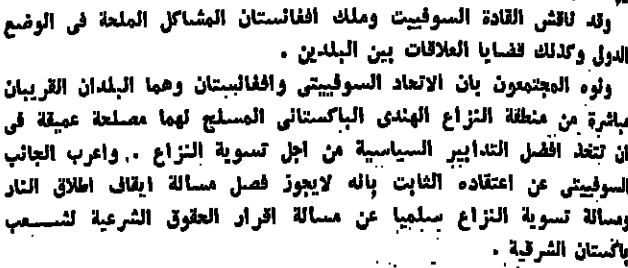 وقد ناقش القادة السوفييت وملك افغانستان المشاكل الملحة فى الوضع
الدول وكذلك قضايا العلاقات بين البلدين .
ونوه المجتمعون بان الاتحاد السوفييتى وافغانستان وهما البلدان القريبان
مباشرة من منطقة النزاع الهندى الباكستانى المسلح لهما مصلحة عميقة فى
ان تتخذ افضل التدابير السياسية من اجل تسوية النزاع . واعرب الجانب
السوفييتى عن اعتقاده الثابت بانه لايجوز فصل مسالة ايقاف اطلاق النار
ومسالة تسوية النزاع سلميا عن مسالة اقرار الحقوق الشرعية لشعب
باكستان الشرقية .